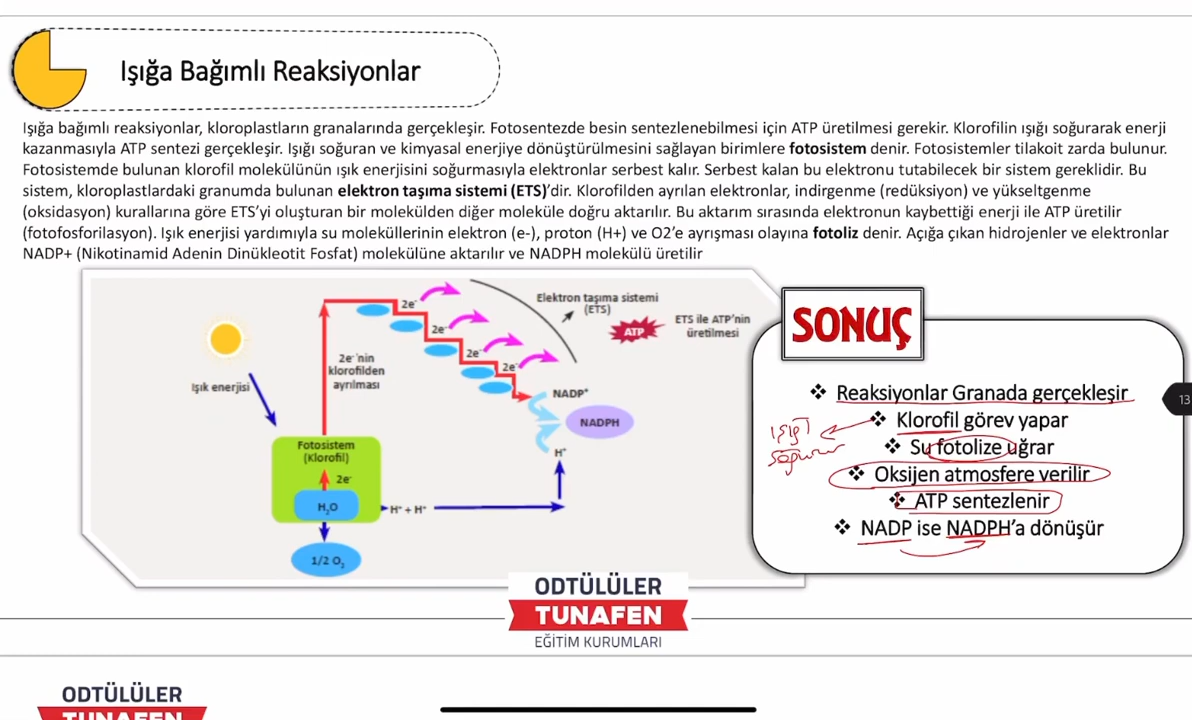 Işığa Bağımlı Reaksiyonlar
Işığa bağımlı reaksiyonlar, kloroplastların granalarında gerçekleşir. Fotosentezde besin sentezlenebilmesi için ATP üretilmesi gerekir. Klorofilin ışığı soğurarak enerji
kazanmasıyla ATP sentezi gerçekleşir. Işığı soğuran ve kimyasal enerjiye dönüştürülmesini sağlayan birimlere fotosistem denir. Fotosistemler tilakoit zarda bulunur.
Fotosistemde bulunan klorofil molekülünün ışık enerjisini soğurmasıyla elektronlar serbest kalır. Serbest kalan bu elektronu tutabilecek bir sistem gereklidir. Bu
sistem, kloroplastlardaki granumda bulunan elektron taşıma sistemi (ETS)'dir. Klorofilden ayrılan elektronlar, indirgenme (redüksiyon) ve yükseltgenme
(oksidasyon) kurallarına göre ETS'yi oluşturan bir molekülden diğer moleküle doğru aktarılır. Bu aktarım sırasında elektronun kaybettiği enerji ile ATP üretilir
(fotofosforilasyon). Işık enerjisi yardımıyla su moleküllerinin elektron (e-), proton (H+) ve O2'e ayrışması olayına fotoliz denir. Açığa çıkan hidrojenler ve elektronlar
NADP+ (Nikotinamid Adenin Dinükleotit Fosfat) molekülüne aktarılır ve NADPH molekülü üretilir
Işık enerjisi
2e⁻'nin
klorofilden
ayrılması
2e⁻
2e⁻
2e⁻
2e⁻
Elektron taşıma sistemi
(ETS)
ATP
ETS ile ATP'nin
üretilmesi
NADP⁺
NADPH
H⁺
Fotosistem
(Klorofil)
2e⁻
H₂O
H⁺ + H⁺
1/2 O₂
SONUÇ
❖ Reaksiyonlar Granada gerçekleşir
❖ Klorofil görev yapar
ışığı
soğurur
❖ Su fotolize uğrar
❖ Oksijen atmosfere verilir
❖ ATP sentezlenir
❖ NADP ise NADPH'a dönüşür
13
ODTÜLÜLER
TUNAFEN
EĞİTİM KURUMLARI
ODTÜLÜLER
TUNAFEN